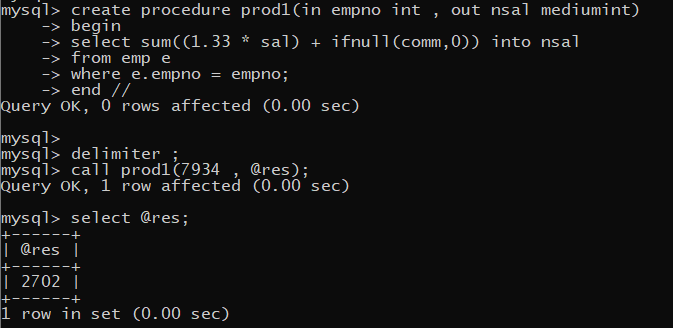 mysql> create procedure prod1(in empno int , out nsal mediumint)
    -> begin
    -> select sum((1.33 * sal) + ifnull(comm,0)) into nsal
    -> from emp e
    -> where e.empno = empno;
    -> end //
Query OK, 0 rows affected (0.00 sec)

mysql>
mysql> delimiter ;
mysql> call prod1(7934 , @res);
Query OK, 1 row affected (0.00 sec)

mysql> select @res;
+------+
| @res |
+------+
| 2702 |
+------+
1 row in set (0.00 sec)